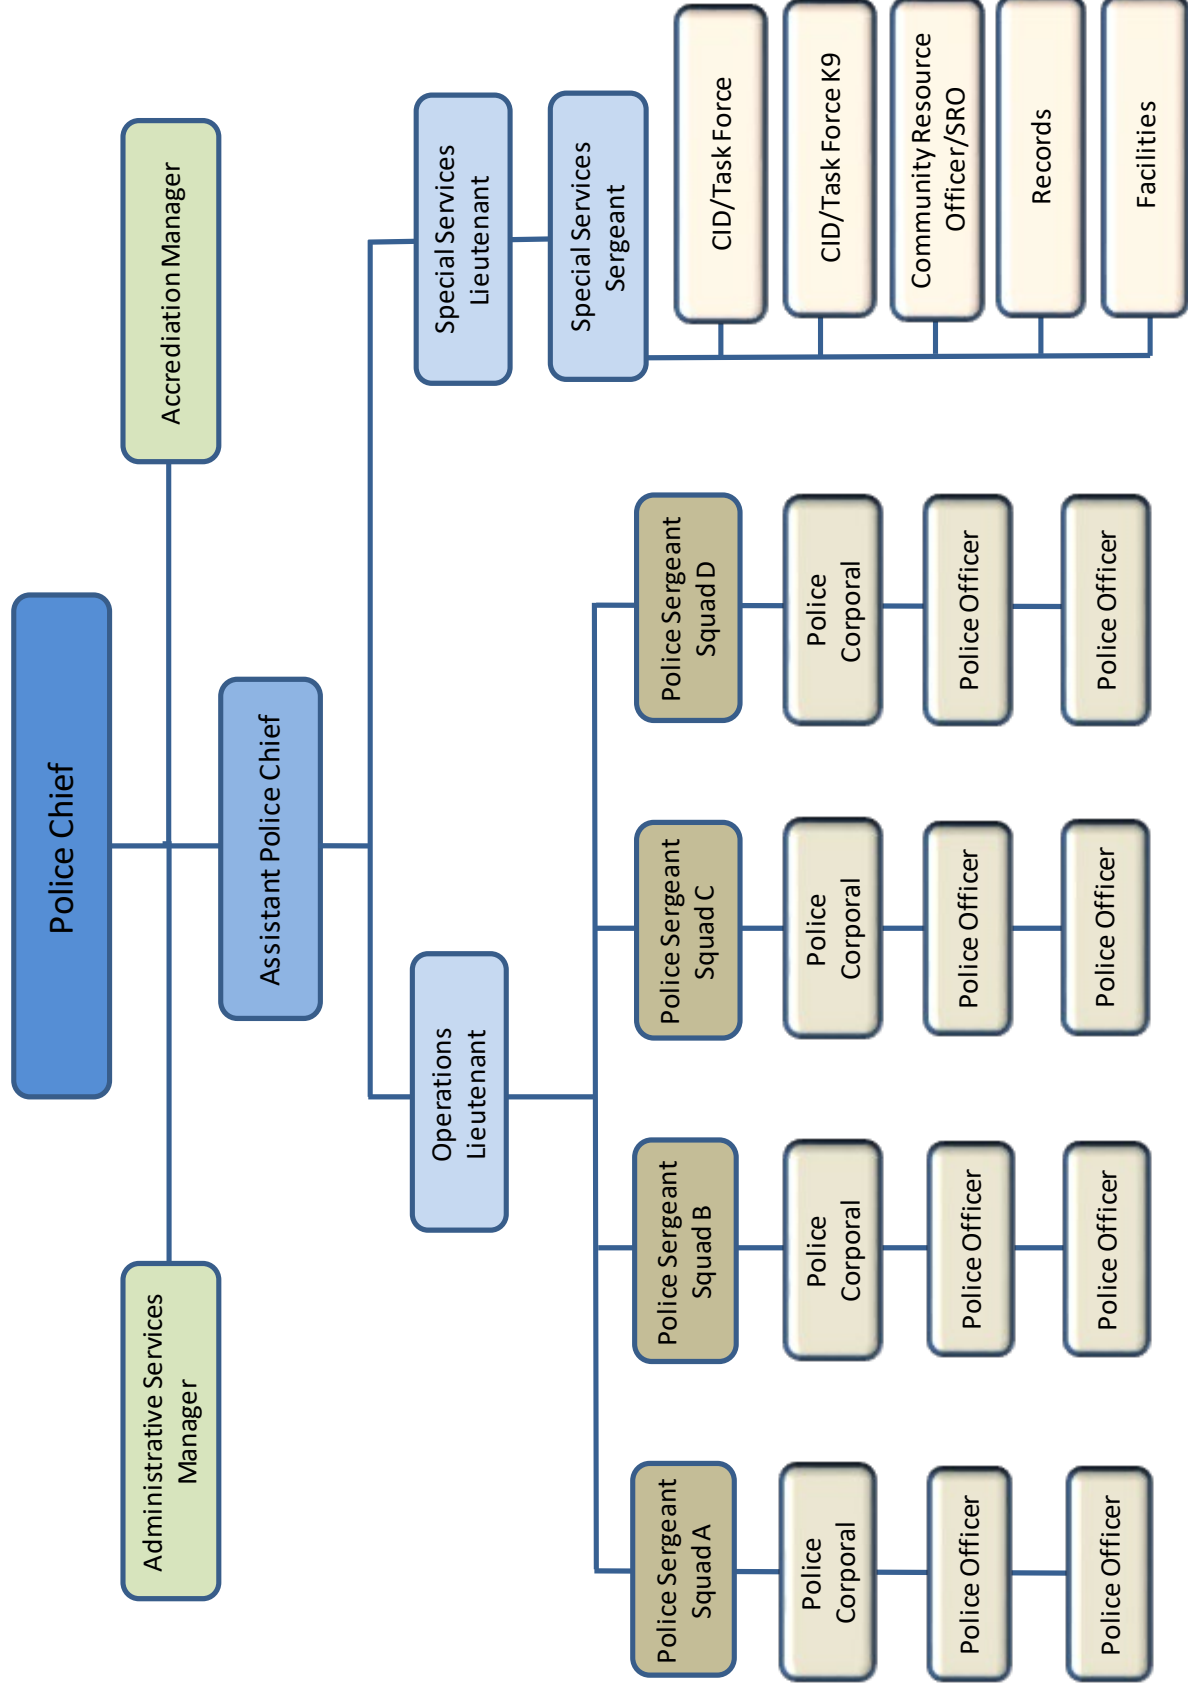 Police Chief
Administrative Services
Manager
Accrediation Manager
Assistant Police Chief
Operations
Lieutenant
Special Services
Lieutenant
Special Services
Sergeant
Police Sergeant
Squad A
Police Sergeant
Squad B
Police Sergeant
Squad C
Police Sergeant
Squad D
CID/Task Force
Police
Corporal
Police
Corporal
Police
Corporal
Police
Corporal
CID/Task Force K9
Police Officer
Police Officer
Police Officer
Police Officer
Community Resource
Officer/SRO
Records
Police Officer
Police Officer
Police Officer
Police Officer
Facilities